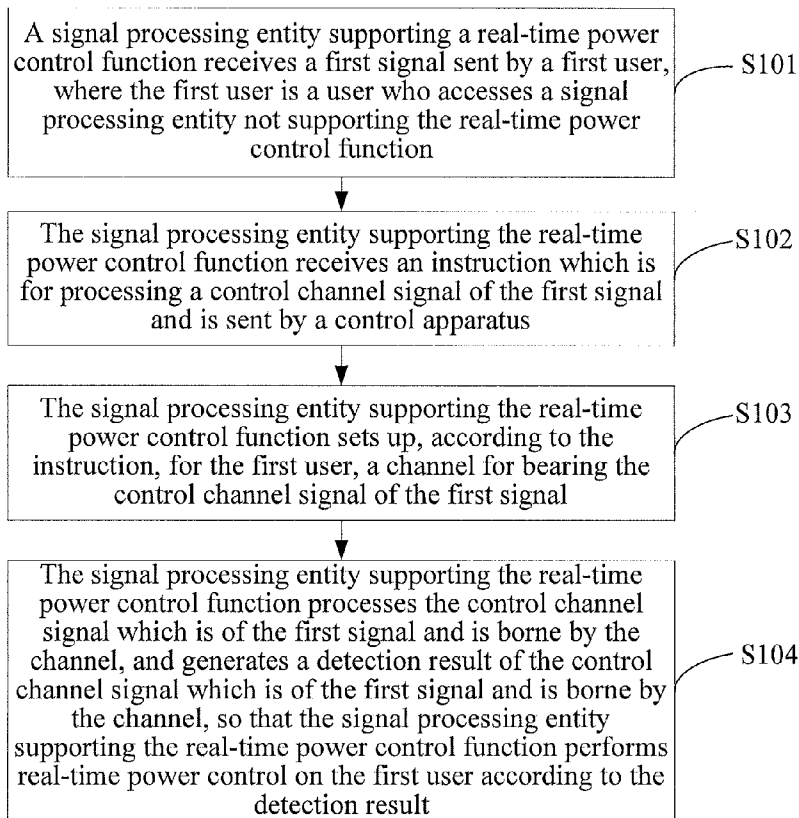 A signal processing entity supporting a real-time power
control function receives a first signal sent by a first user,
where the first user is a user who accesses a signal
processing entity not supporting the real-time power
control function
S101
The signal processing entity supporting the real-time
power control function receives an instruction which is
for processing a control channel signal of the first signal
and is sent by a control apparatus
S102
The signal processing entity supporting the real-time
power control function sets up, according to the
instruction, for the first user, a channel for bearing the
control channel signal of the first signal
S103
The signal processing entity supporting the real-time
power control function processes the control channel
signal which is of the first signal and is borne by the
channel, and generates a detection result of the control
channel signal which is of the first signal and is borne by
the channel, so that the signal processing entity
supporting the real-time power control function performs
real-time power control on the first user according to the
detection result
S104